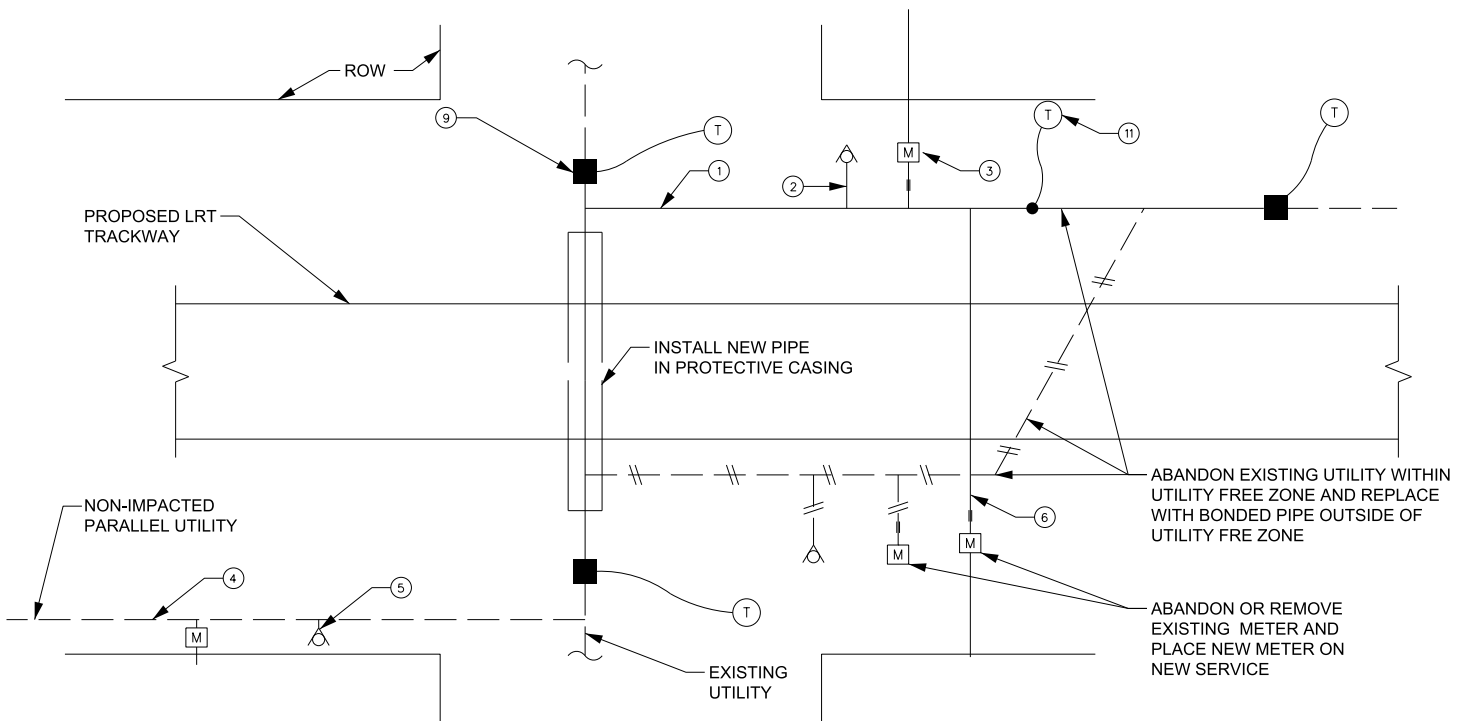 ROW
T
T
9
11
M
3
1
2
PROPOSED LRT
TRACKWAY
INSTALL NEW PIPE
IN PROTECTIVE CASING
ABANDON EXISTING UTILITY WITHIN
UTILITY FREE ZONE AND REPLACE
WITH BONDED PIPE OUTSIDE OF
UTILITY FRE ZONE
NON-IMPACTED
PARALLEL UTILITY
6
M
M
4
5
T
T
M
ABANDON OR REMOVE
EXISTING METER AND
PLACE NEW METER ON
NEW SERVICE
EXISTING
UTILITY